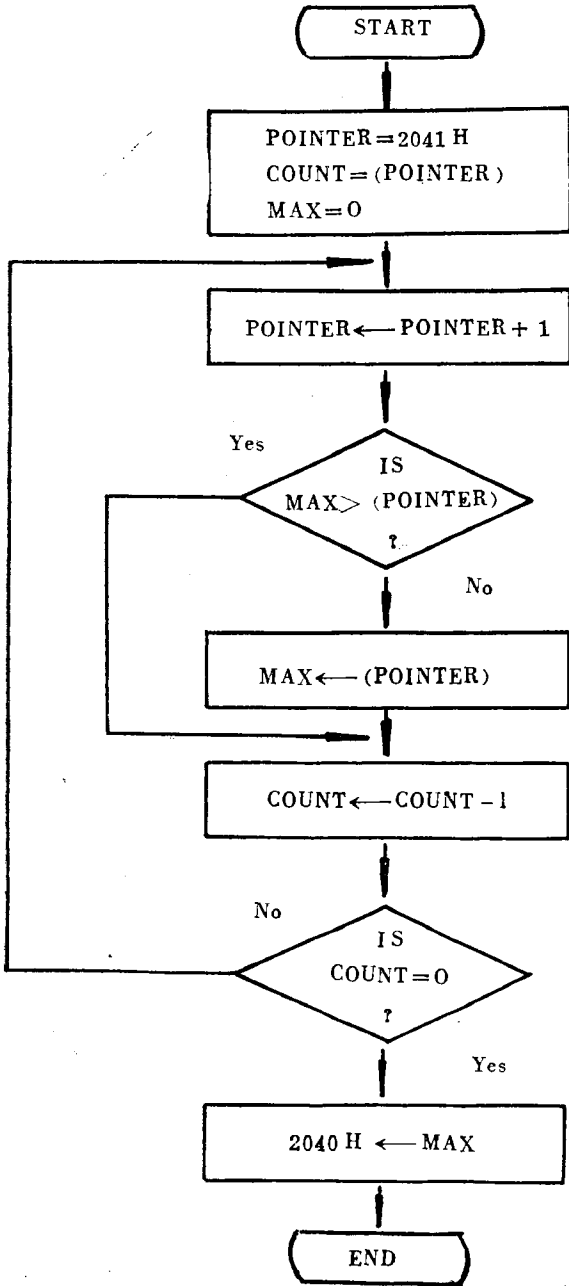 START
POINTER=2041 H
COUNT=(POINTER)
MAX=0
POINTER←POINTER+1
Yes
IS
MAX> (POINTER)
?
No
MAX←(POINTER)
COUNT←COUNT-1
No
IS
COUNT=0
?
Yes
2040 H ←MAX
END